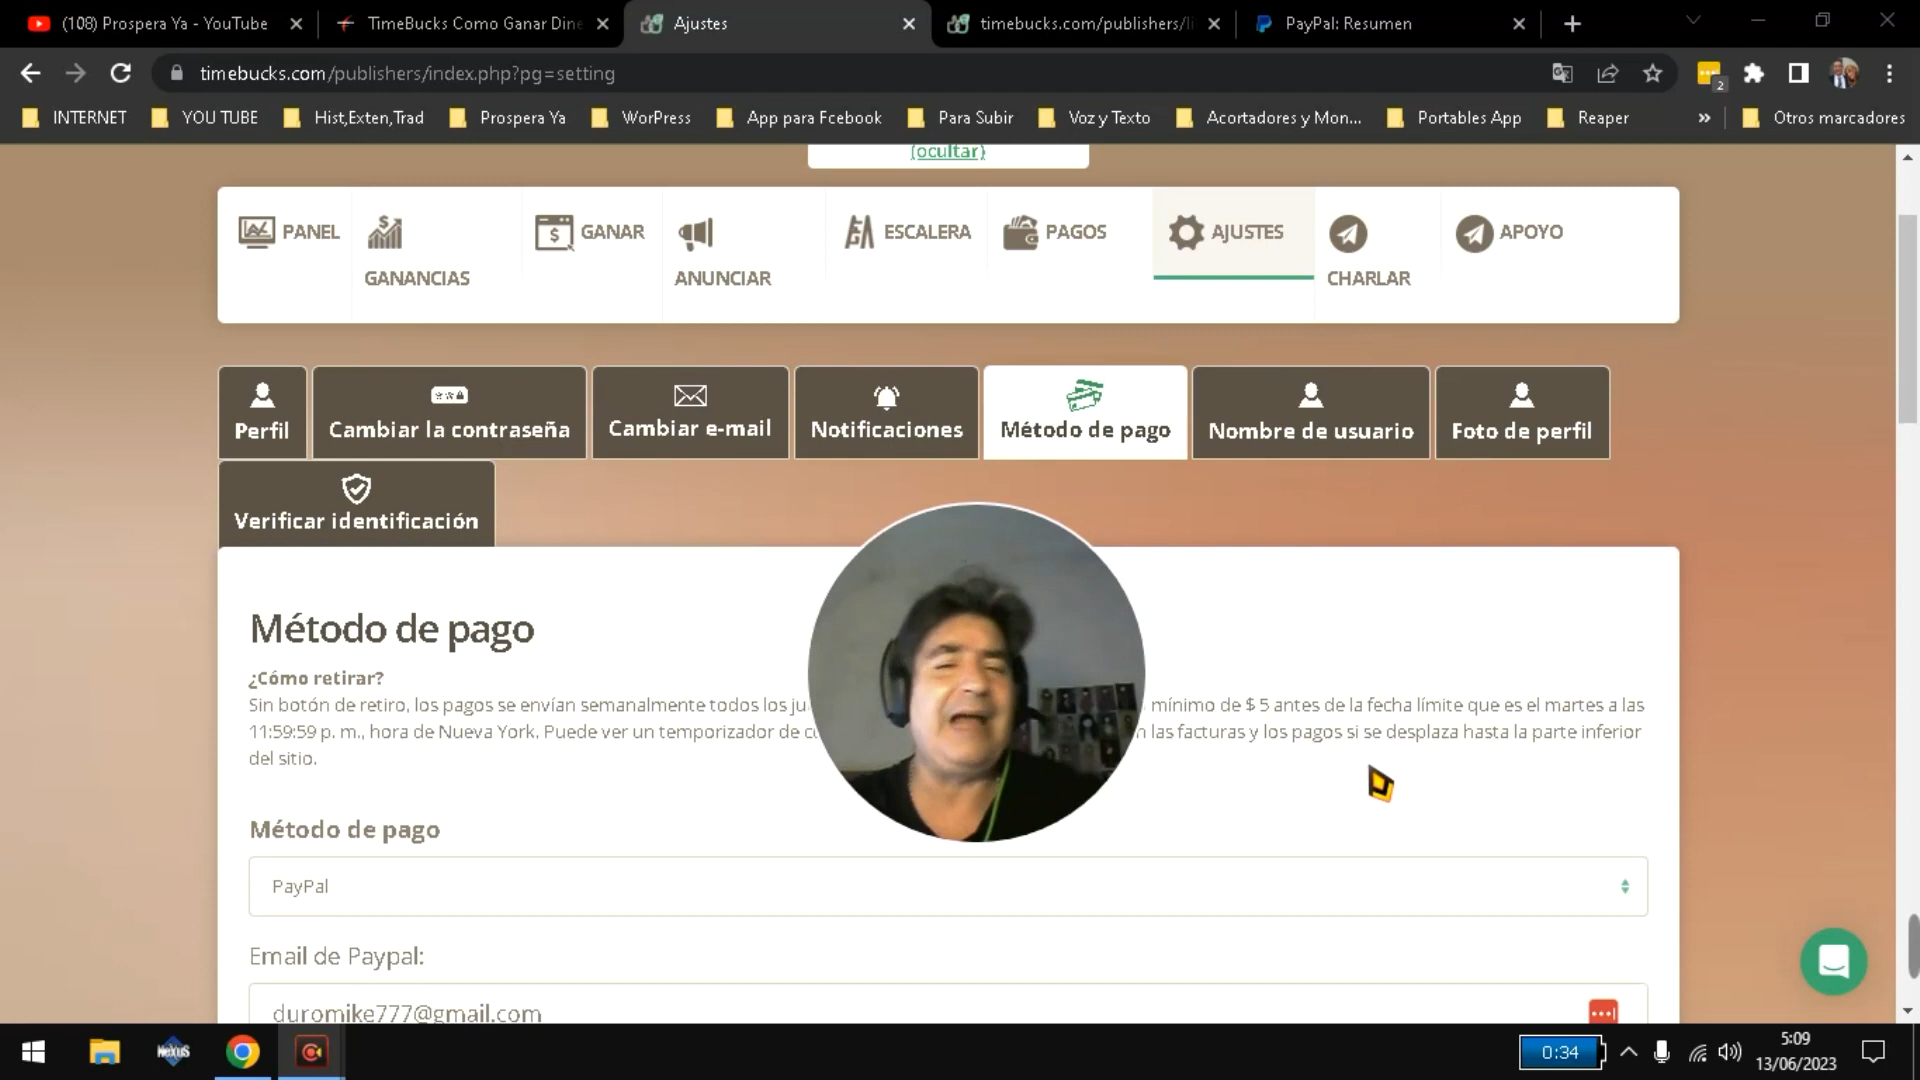 (108) Prospera Ya - YouTube
TimeBucks Como Ganar Dine
Ajustes
timebucks.com/publishers/li
PayPal: Resumen
timebucks.com/publishers/index.php?pg=setting
2
INTERNET
YOU TUBE
Hist,Exten,Trad
Prospera Ya
WorPress
App para Fcebook
Para Subir
Voz y Texto
Acortadores y Mon...
Portables App
Reaper
»
Otros marcadores
(ocultar)
PANEL
GANANCIAS
GANAR
ANUNCIAR
ESCALERA
PAGOS
AJUSTES
CHARLAR
APOYO
Perfil
Cambiar la contraseña
Cambiar e-mail
Notificaciones
Método de pago
Nombre de usuario
Foto de perfil
Verificar identificación
Método de pago
¿Cómo retirar?
Sin botón de retiro, los pagos se envían semanalmente todos los ju mínimo de $ 5 antes de la fecha límite que es el martes a las
11:59:59 p. m., hora de Nueva York. Puede ver un temporizador de las facturas y los pagos si se desplaza hasta la parte inferior
del sitio.
Método de pago
PayPal
Email de Paypal:
duromike777@gmail.com
NEXUS
0:34
5:09
13/06/2023